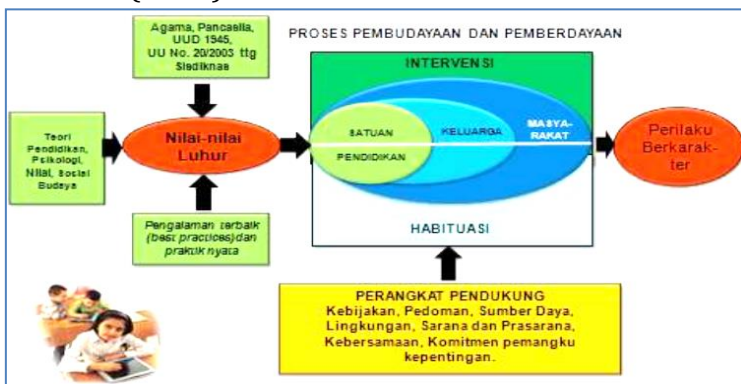 Agama, Pancasila,
UUD 1945,
UU No. 20/2003 ttg
Sisdiknas
PROSES PEMBUDAYAAN DAN PEMBERDAYAAN
INTERVENSI
Teori
Pendidikan,
Psikologi,
Nilai, Sosial
Budaya
Nilai-nilai
Luhur
SATUAN
PENDIDIKAN
KELUARGA
MASYA-
RAKAT
Perilaku
Berkarak-
ter
Pengalaman terbaik
(best practices)dan
praktik nyata
HABITUASI
PERANGKAT PENDUKUNG
Kebijakan, Pedoman, Sumber Daya,
Lingkungan, Sarana dan Prasarana,
Kebersamaan, Komitmen pemangku
kepentingan.